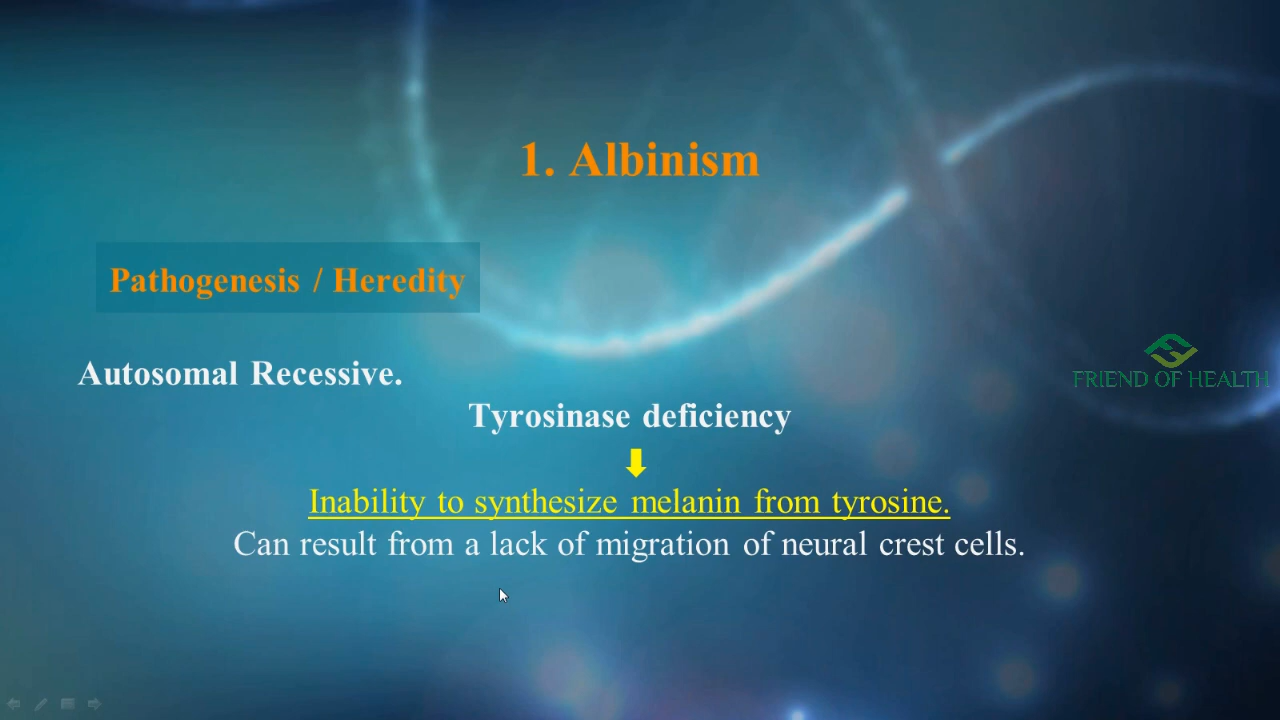 1. Albinism
Pathogenesis / Heredity
Autosomal Recessive.
FRIEND OF HEALTH
Tyrosinase deficiency
Inability to synthesize melanin from tyrosine.
Can result from a lack of migration of neural crest cells.